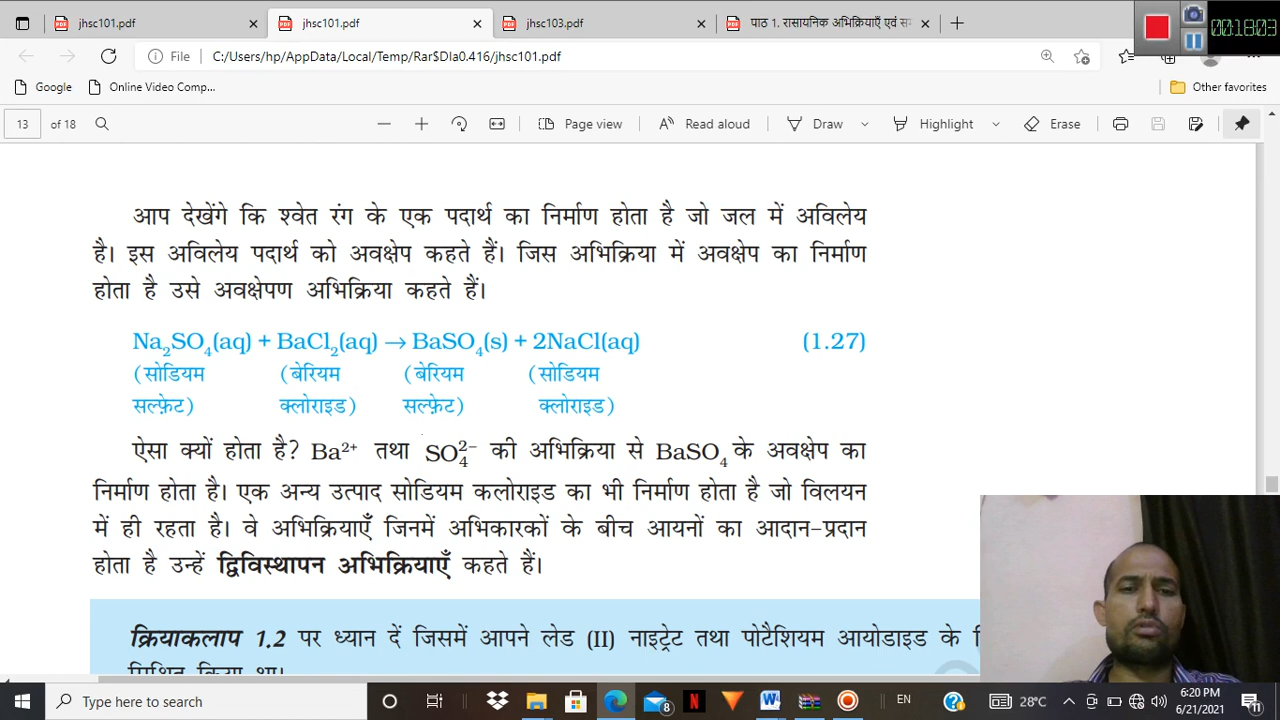 jhsc101.pdf
jhsc101.pdf
jhsc103.pdf
पाठ 1. रासायनिक अभिक्रियाएँ एवं
00:18:03
File C:/Users/hp/AppData/Local/Temp/Rar$DIa0.416/jhsc101.pdf
Google Online Video Comp... Other favorites
13 of 18 Page view Read aloud Draw Highlight Erase
आप देखेंगे कि श्वेत रंग के एक पदार्थ का निर्माण होता है जो जल में अविलेय
है। इस अविलेय पदार्थ को अवक्षेप कहते हैं। जिस अभिक्रिया में अवक्षेप का निर्माण
होता है उसे अवक्षेपण अभिक्रिया कहते हैं।
Na₂SO₄(aq) + BaCl₂(aq) → BaSO₄(s) + 2NaCl(aq) (1.27)
(सोडियम (बेरियम (बेरियम (सोडियम
सल्फ़ेट) क्लोराइड) सल्फ़ेट) क्लोराइड)
ऐसा क्यों होता है? Ba²⁺ तथा SO₄²⁻ की अभिक्रिया से BaSO₄ के अवक्षेप का
निर्माण होता है। एक अन्य उत्पाद सोडियम कलोराइड का भी निर्माण होता है जो विलयन
में ही रहता है। वे अभिक्रियाएँ जिनमें अभिकारकों के बीच आयनों का आदान-प्रदान
होता है उन्हें द्विविस्थापन अभिक्रियाएँ कहते हैं।
क्रियाकलाप 1.2 पर ध्यान दें जिसमें आपने लेड (II) नाइट्रेट तथा पोटैशियम आयोडाइड के
मिश्रित किया था।
Type here to search
8
EN
28°C
6:20 PM
6/21/2021
11